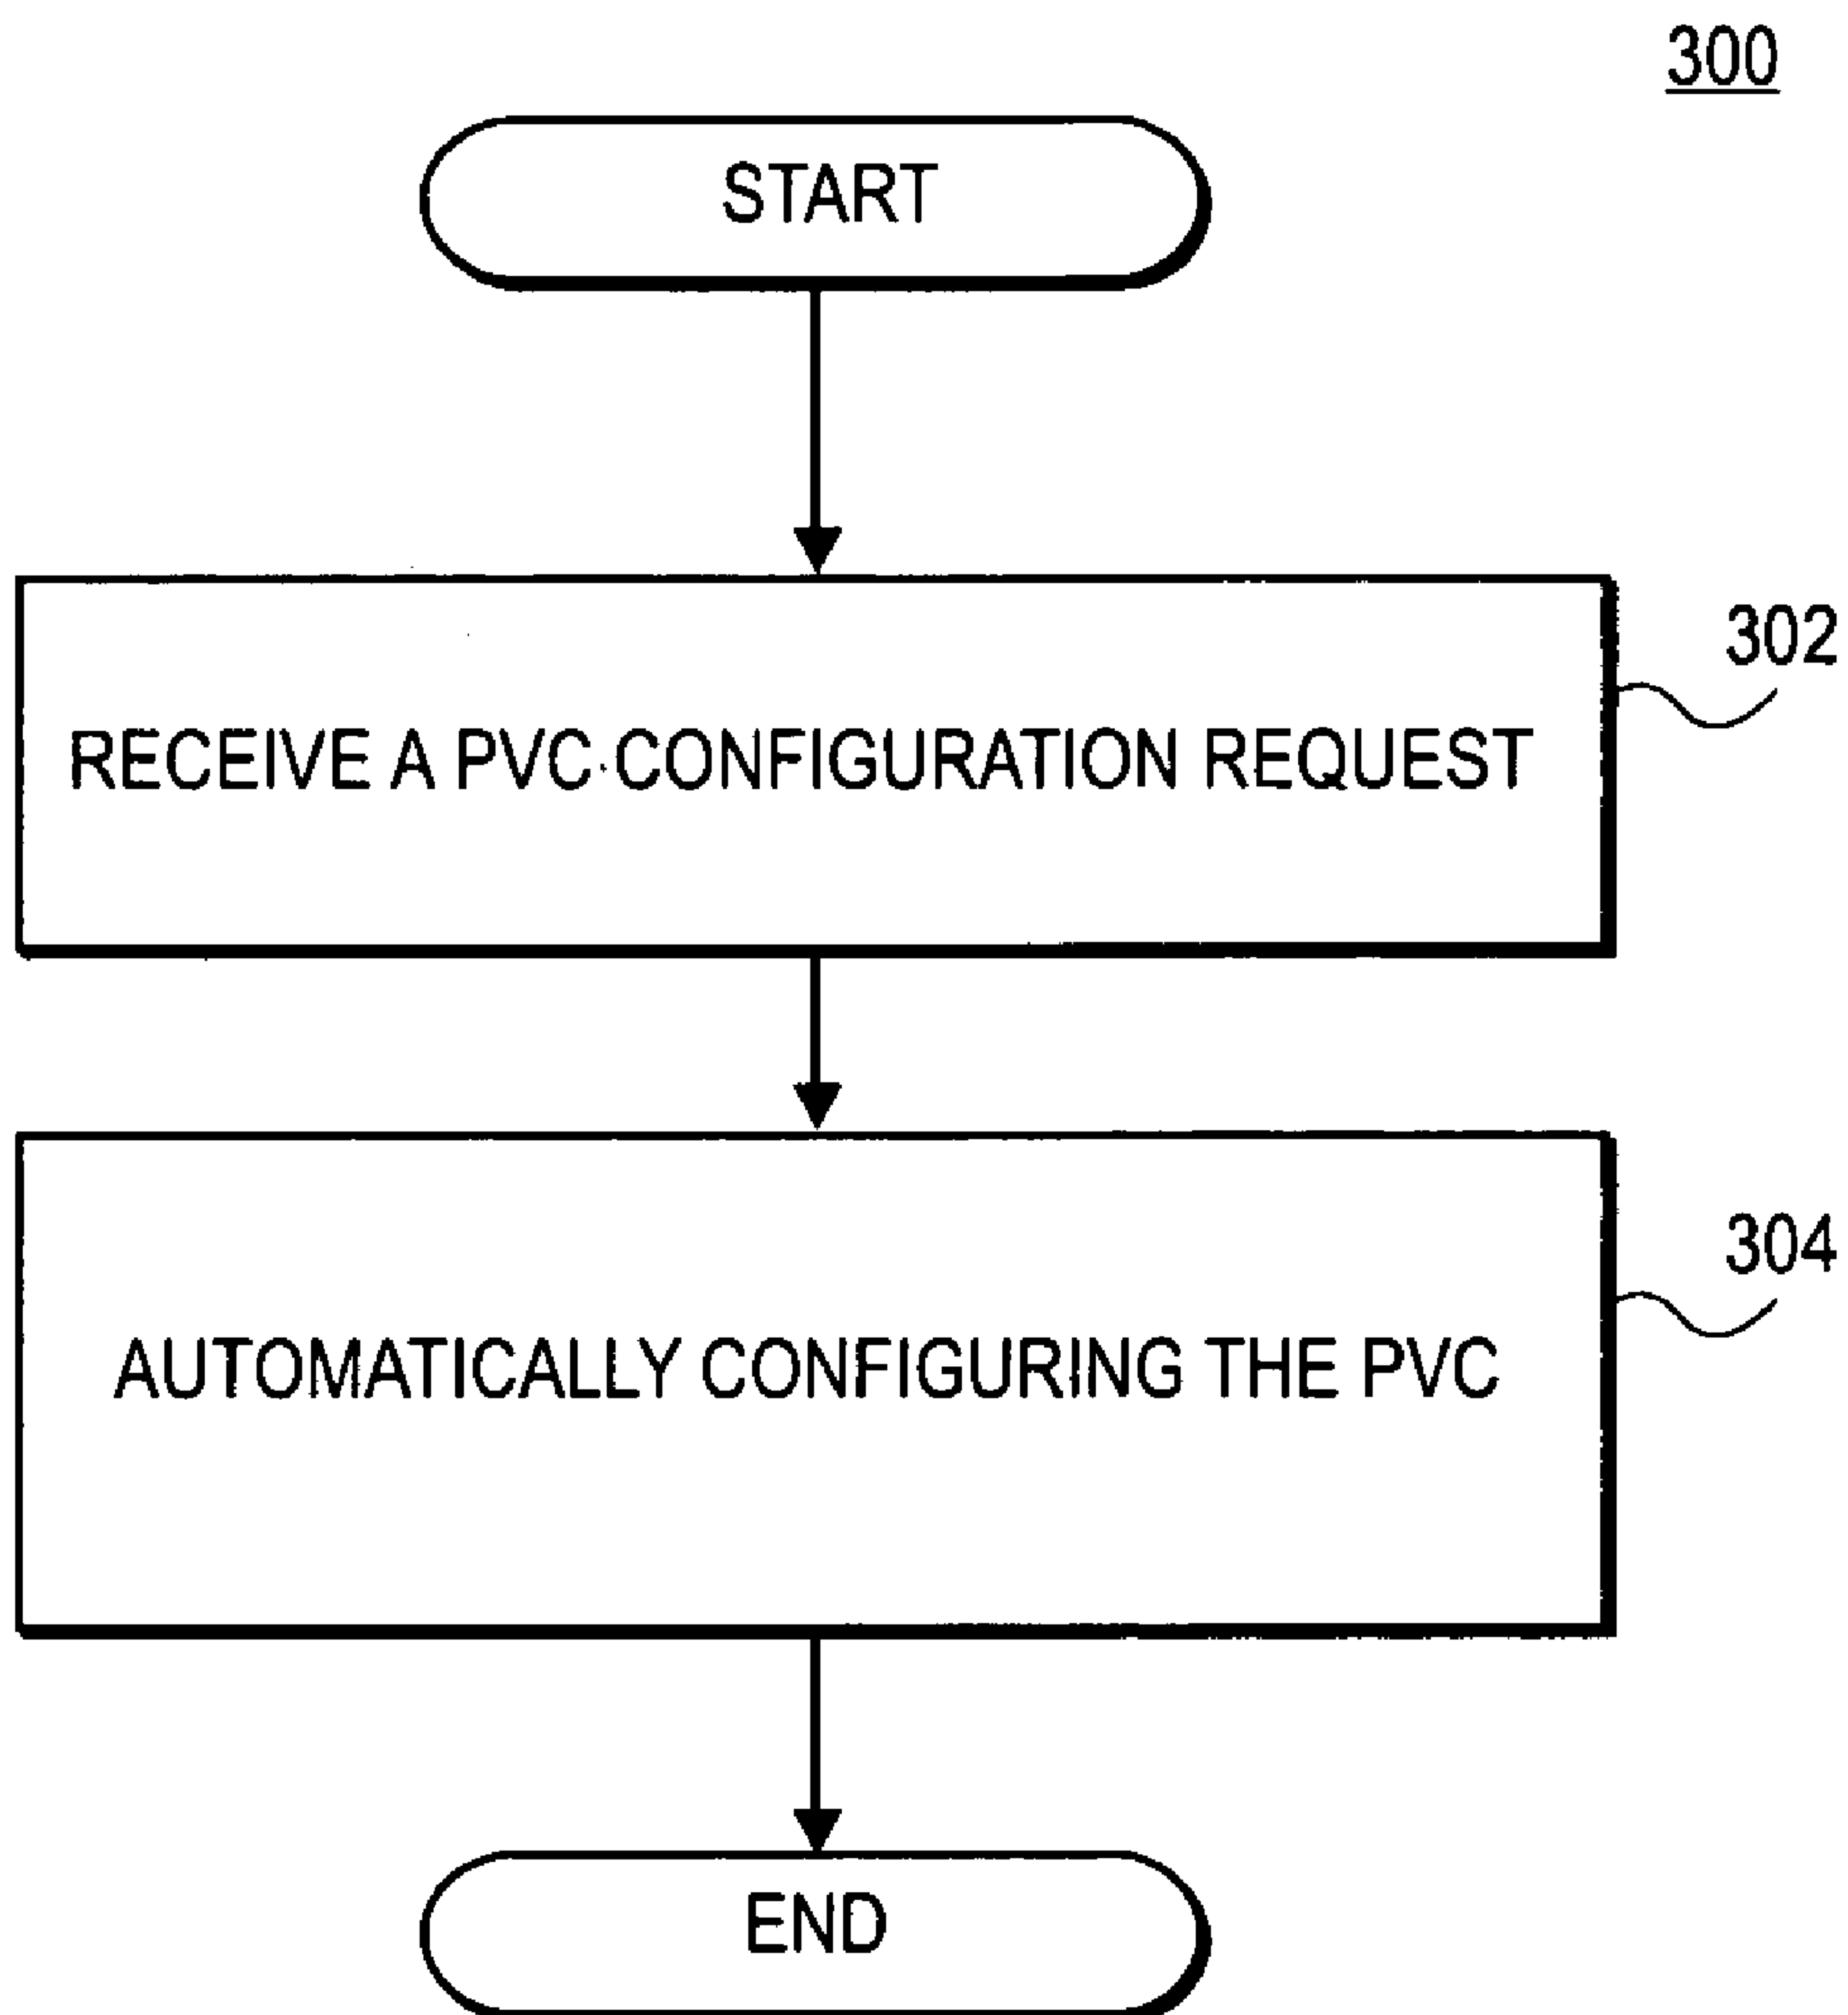 300
START
302
RECEIVE A PVC CONFIGURATION REQUEST
304
AUTOMATICALLY CONFIGURING THE PVC
END